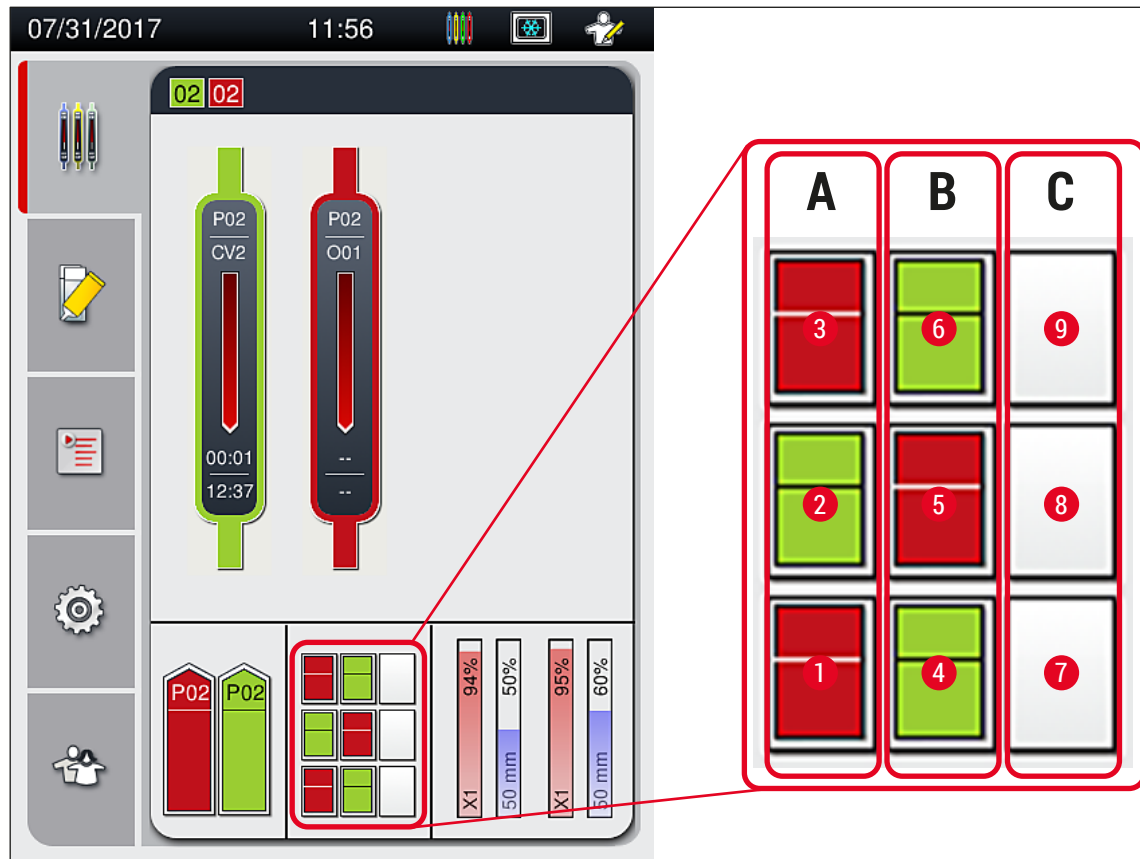 07/31/2017 11:56
02 02
P02
CV2
00:01
12:37
P02
O01
--
--
P02 P02
X1 94%
50 mm 50%
X1 95%
50 mm 60%
A B C
3 6 9
2 5 8
1 4 7